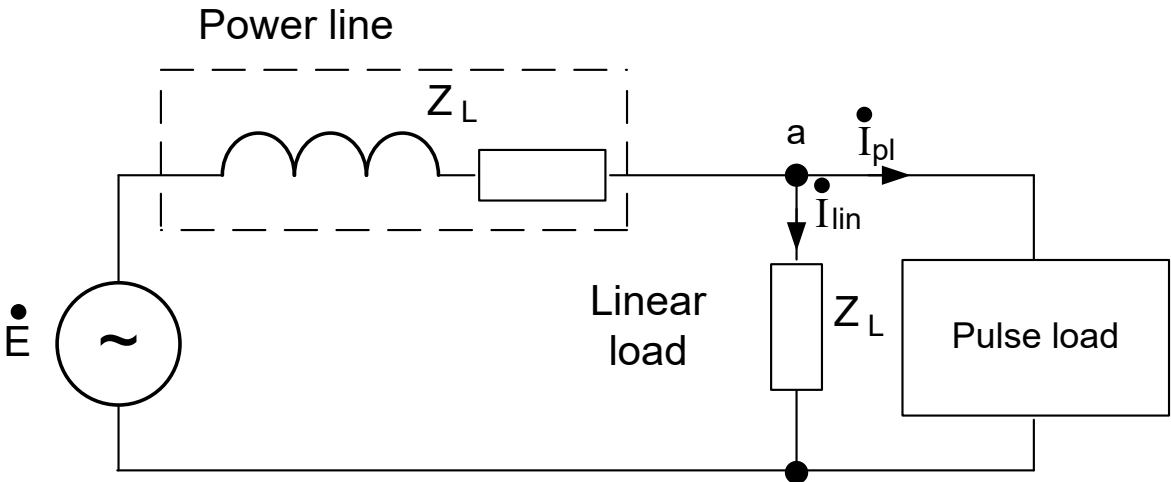 Power line
Z L
a
İpl
İlin
Ė
~
Linear
load
Z L
Pulse load